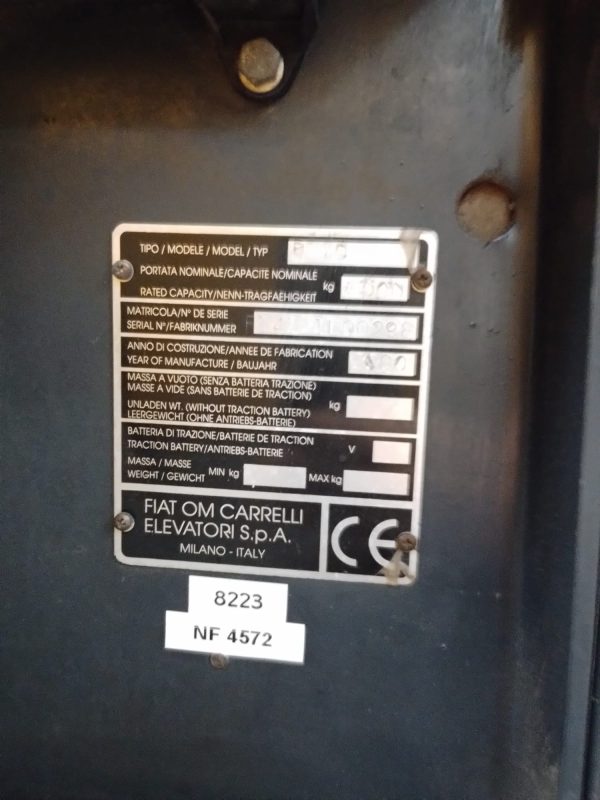 TIPO / MODELE / MODEL / TYP
PORTATA NOMINALE/CAPACITE NOMINALE
RATED CAPACITY/NENN-TRAGFAEHIGKEIT kg
MATRICOLA/N° DE SERIE
SERIAL N°/FABRIKNUMMER
ANNO DI COSTRUZIONE/ANNEE DE FABRICATION
YEAR OF MANUFACTURE / BAUJAHR
MASSA A VUOTO (SENZA BATTERIA TRAZIONE)
MASSE A VIDE (SANS BATTERIE DE TRACTION)
kg
UNLADEN WT. (WITHOUT TRACTION BATTERY)
LEERGEWICHT (OHNE ANTRIEBS-BATTERIE)
BATTERIA DI TRAZIONE/BATTERIE DE TRACTION
TRACTION BATTERY/ANTRIEBS-BATTERIE V
MASSA / MASSE
WEIGHT / GEWICHT MIN kg MAX kg
FIAT OM CARRELLI
ELEVATORI S.p.A.
MILANO - ITALY
CE
8223
NF 4572